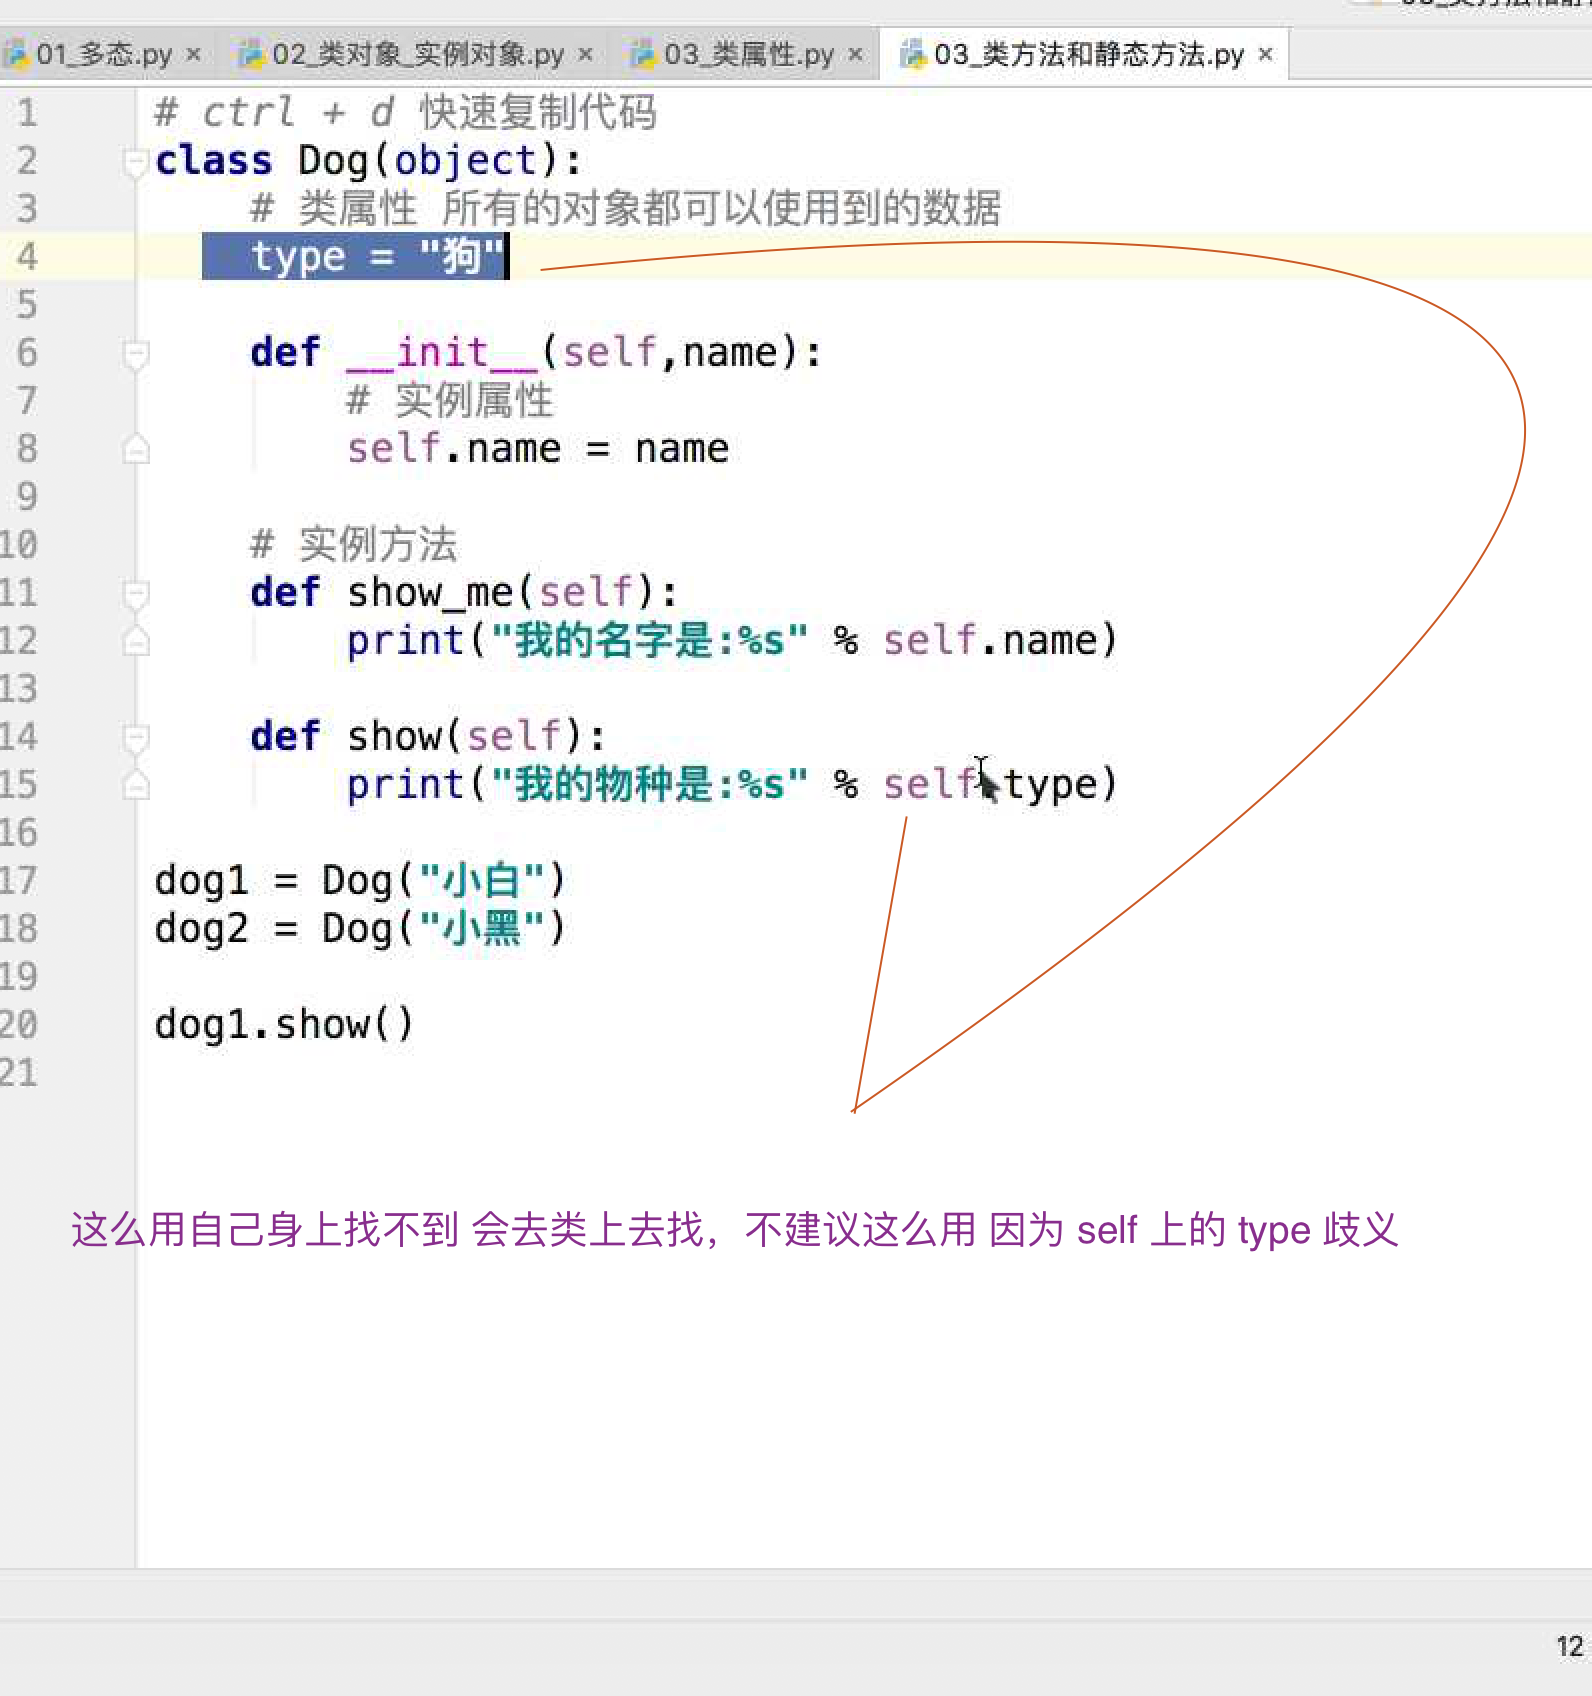 01_多态.py × 02_类对象_实例对象.py × 03_类属性.py × 03_类方法和静态方法.py ×
1 # ctrl + d 快速复制代码
2 class Dog(object):
3 # 类属性 所有的对象都可以使用到的数据
4 type = "狗"
5
6 def __init__(self,name):
7 # 实例属性
8 self.name = name
9
10 # 实例方法
11 def show_me(self):
12 print("我的名字是:%s" % self.name)
13
14 def show(self):
15 print("我的物种是:%s" % self.type)
16
17 dog1 = Dog("小白")
18 dog2 = Dog("小黑")
19
20 dog1.show()
21
这么用自己身上找不到 会去类上去找，不建议这么用 因为 self 上的 type 歧义
12